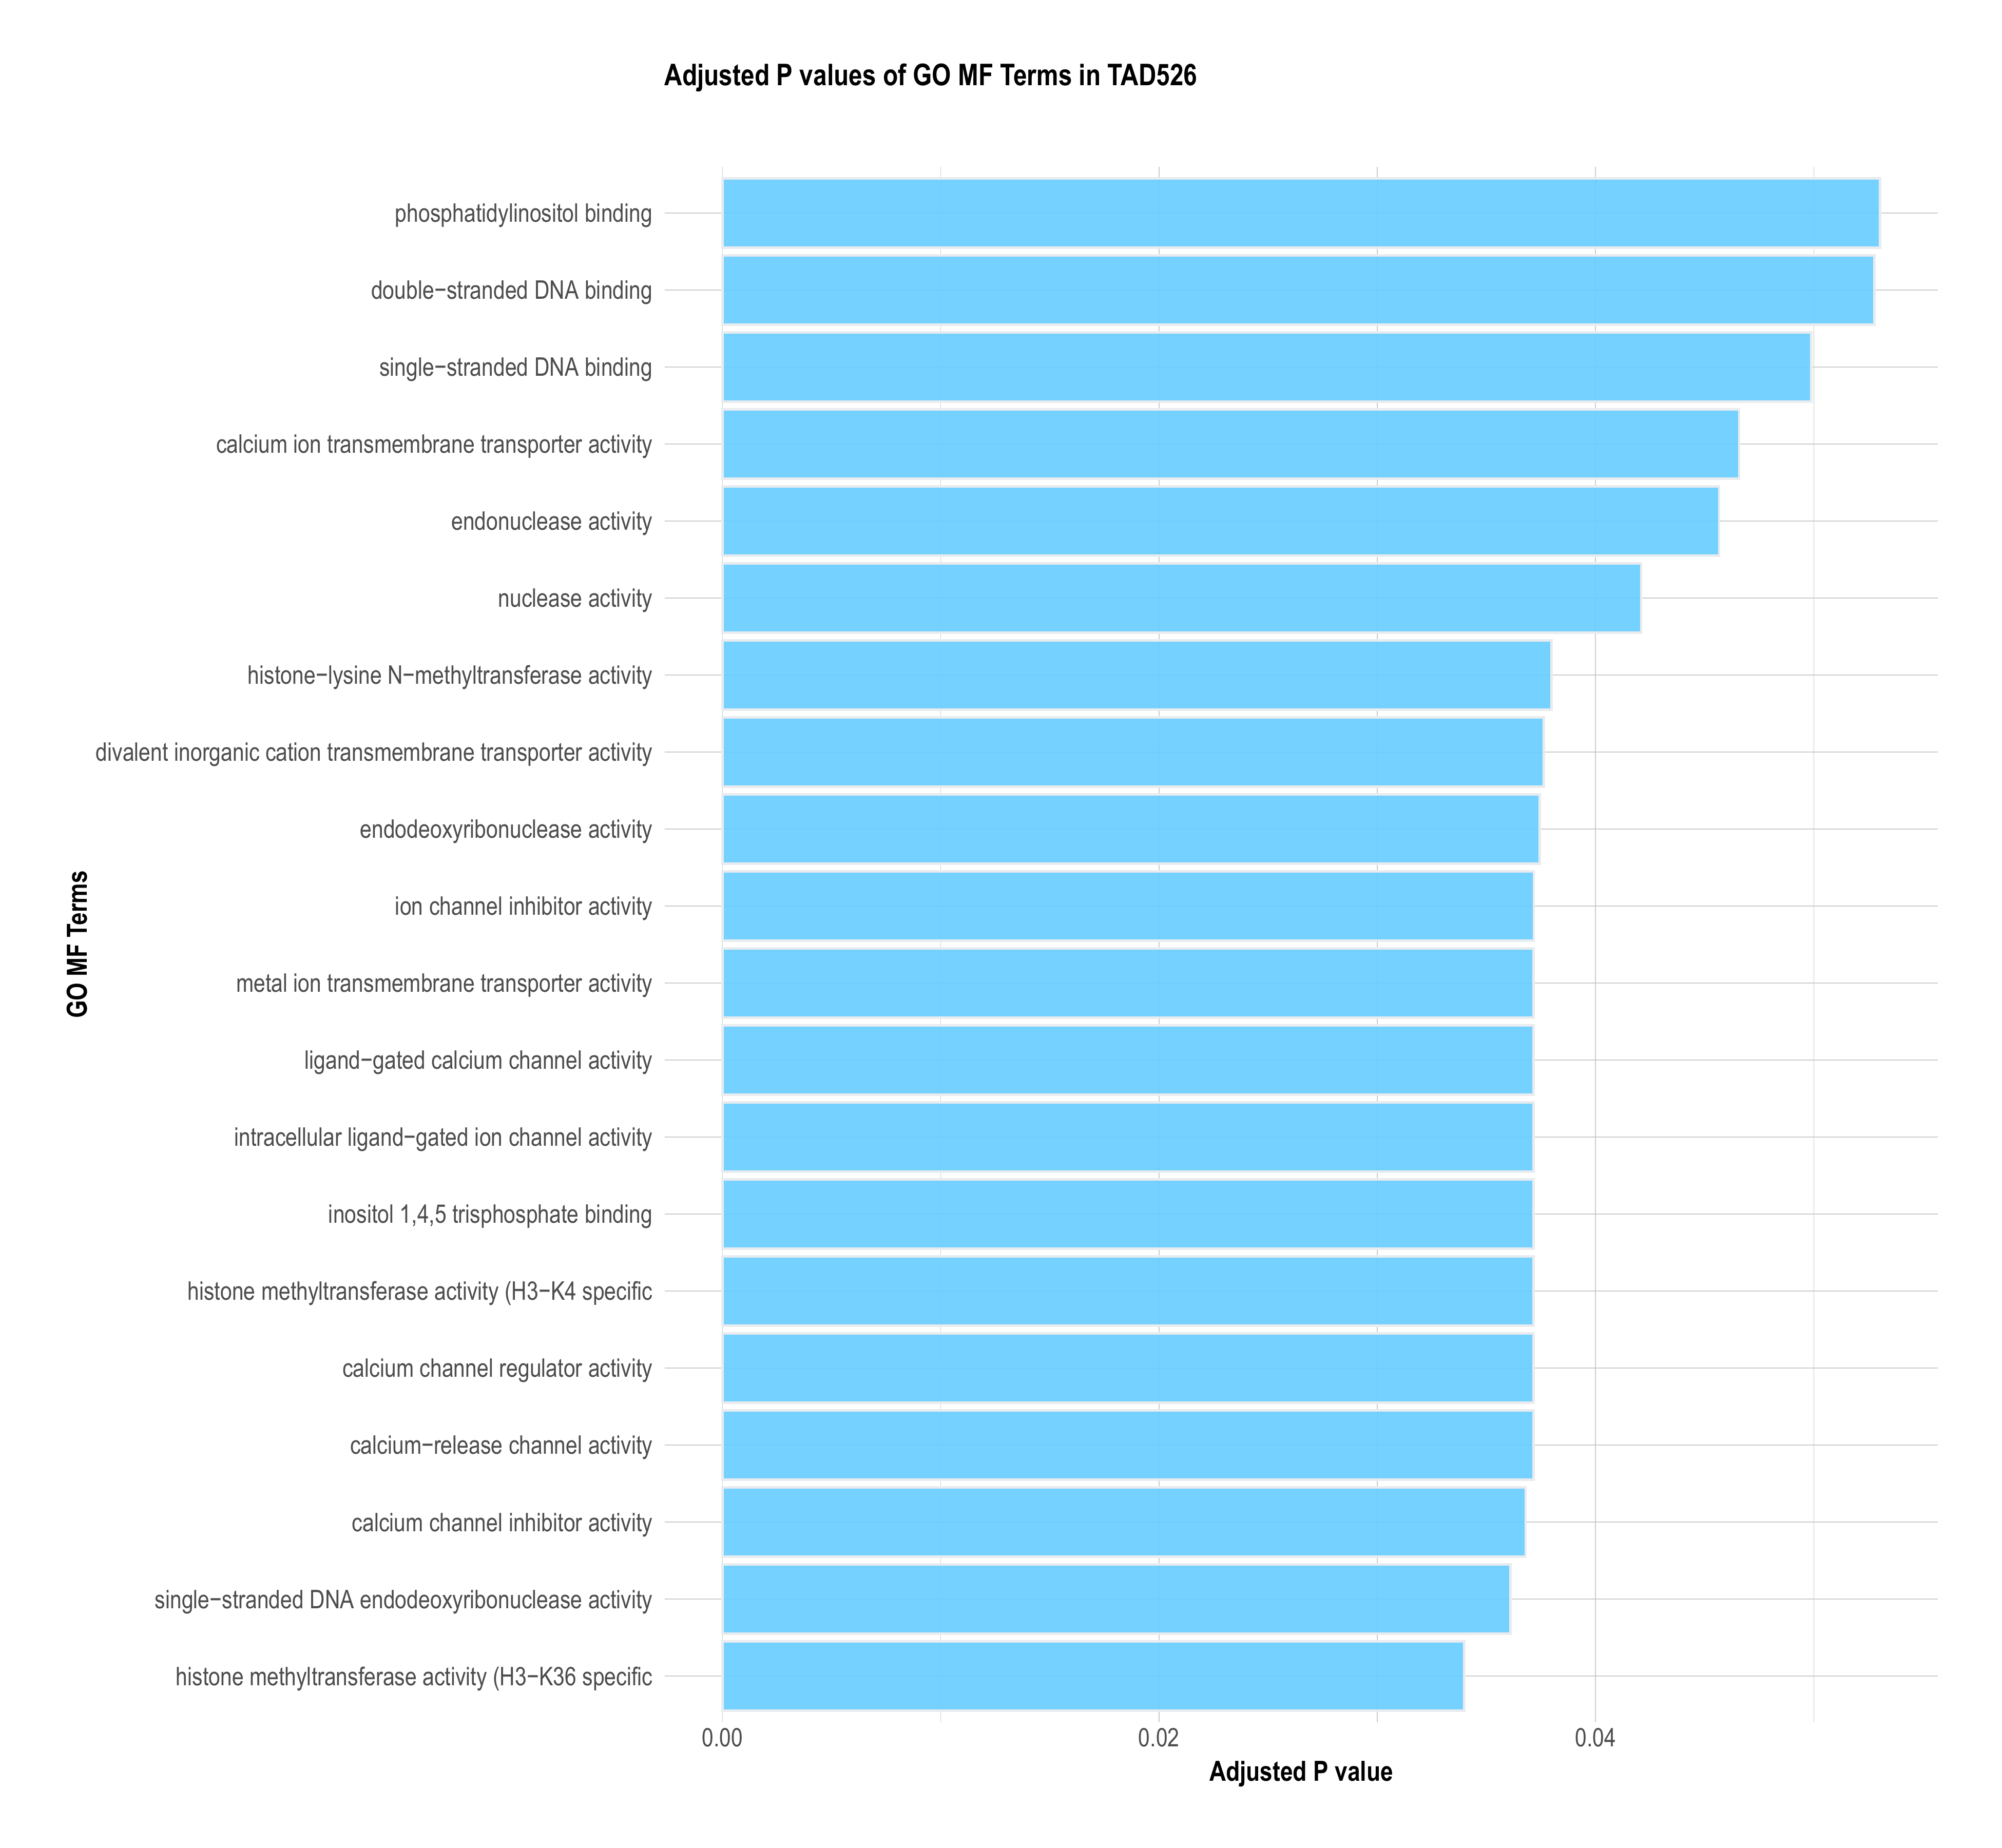 Adjusted P values of GO MF Terms in TAD526
phosphatidylinositol binding
double−stranded DNA binding
single−stranded DNA binding
calcium ion transmembrane transporter activity
endonuclease activity
nuclease activity
histone−lysine N−methyltransferase activity
divalent inorganic cation transmembrane transporter activity
endodeoxyribonuclease activity
ion channel inhibitor activity
metal ion transmembrane transporter activity
ligand−gated calcium channel activity
intracellular ligand−gated ion channel activity
inositol 1,4,5 trisphosphate binding
histone methyltransferase activity (H3−K4 specific
calcium channel regulator activity
calcium−release channel activity
calcium channel inhibitor activity
single−stranded DNA endodeoxyribonuclease activity
histone methyltransferase activity (H3−K36 specific
GO MF Terms
0.00 0.02 0.04
Adjusted P value